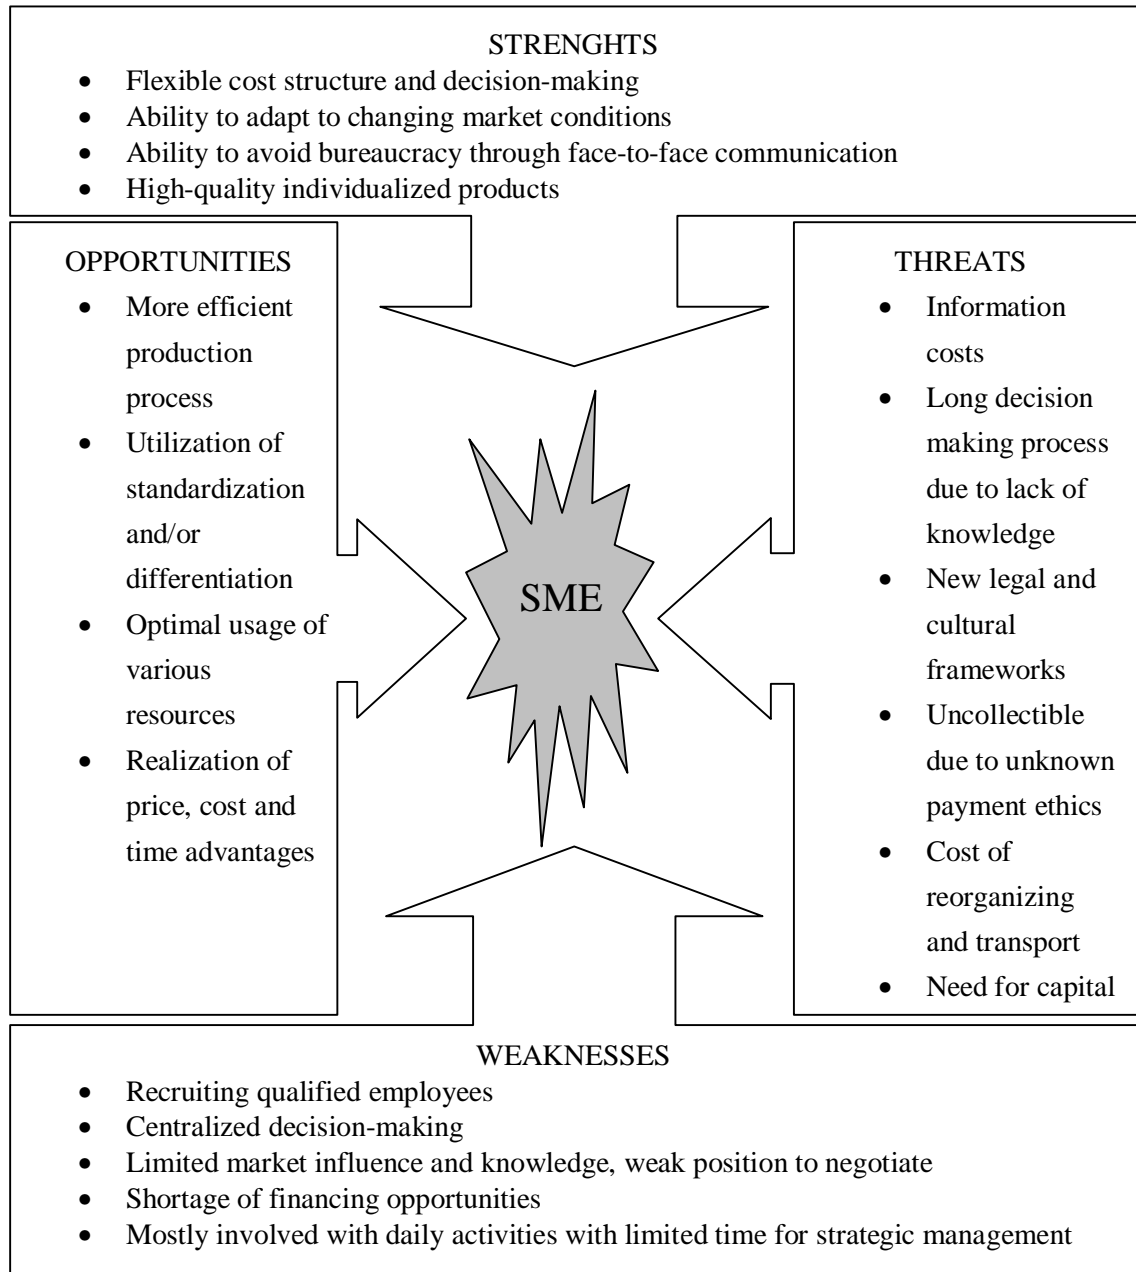 STRENGHTS
• Flexible cost structure and decision-making
• Ability to adapt to changing market conditions
• Ability to avoid bureaucracy through face-to-face communication
• High-quality individualized products
OPPORTUNITIES
• More efficient
production
process
• Utilization of
standardization
and/or
differentiation
• Optimal usage of
various
resources
• Realization of
price, cost and
time advantages
SME
THREATS
• Information
costs
• Long decision
making process
due to lack of
knowledge
• New legal and
cultural
frameworks
• Uncollectible
due to unknown
payment ethics
• Cost of
reorganizing
and transport
• Need for capital
WEAKNESSES
• Recruiting qualified employees
• Centralized decision-making
• Limited market influence and knowledge, weak position to negotiate
• Shortage of financing opportunities
• Mostly involved with daily activities with limited time for strategic management